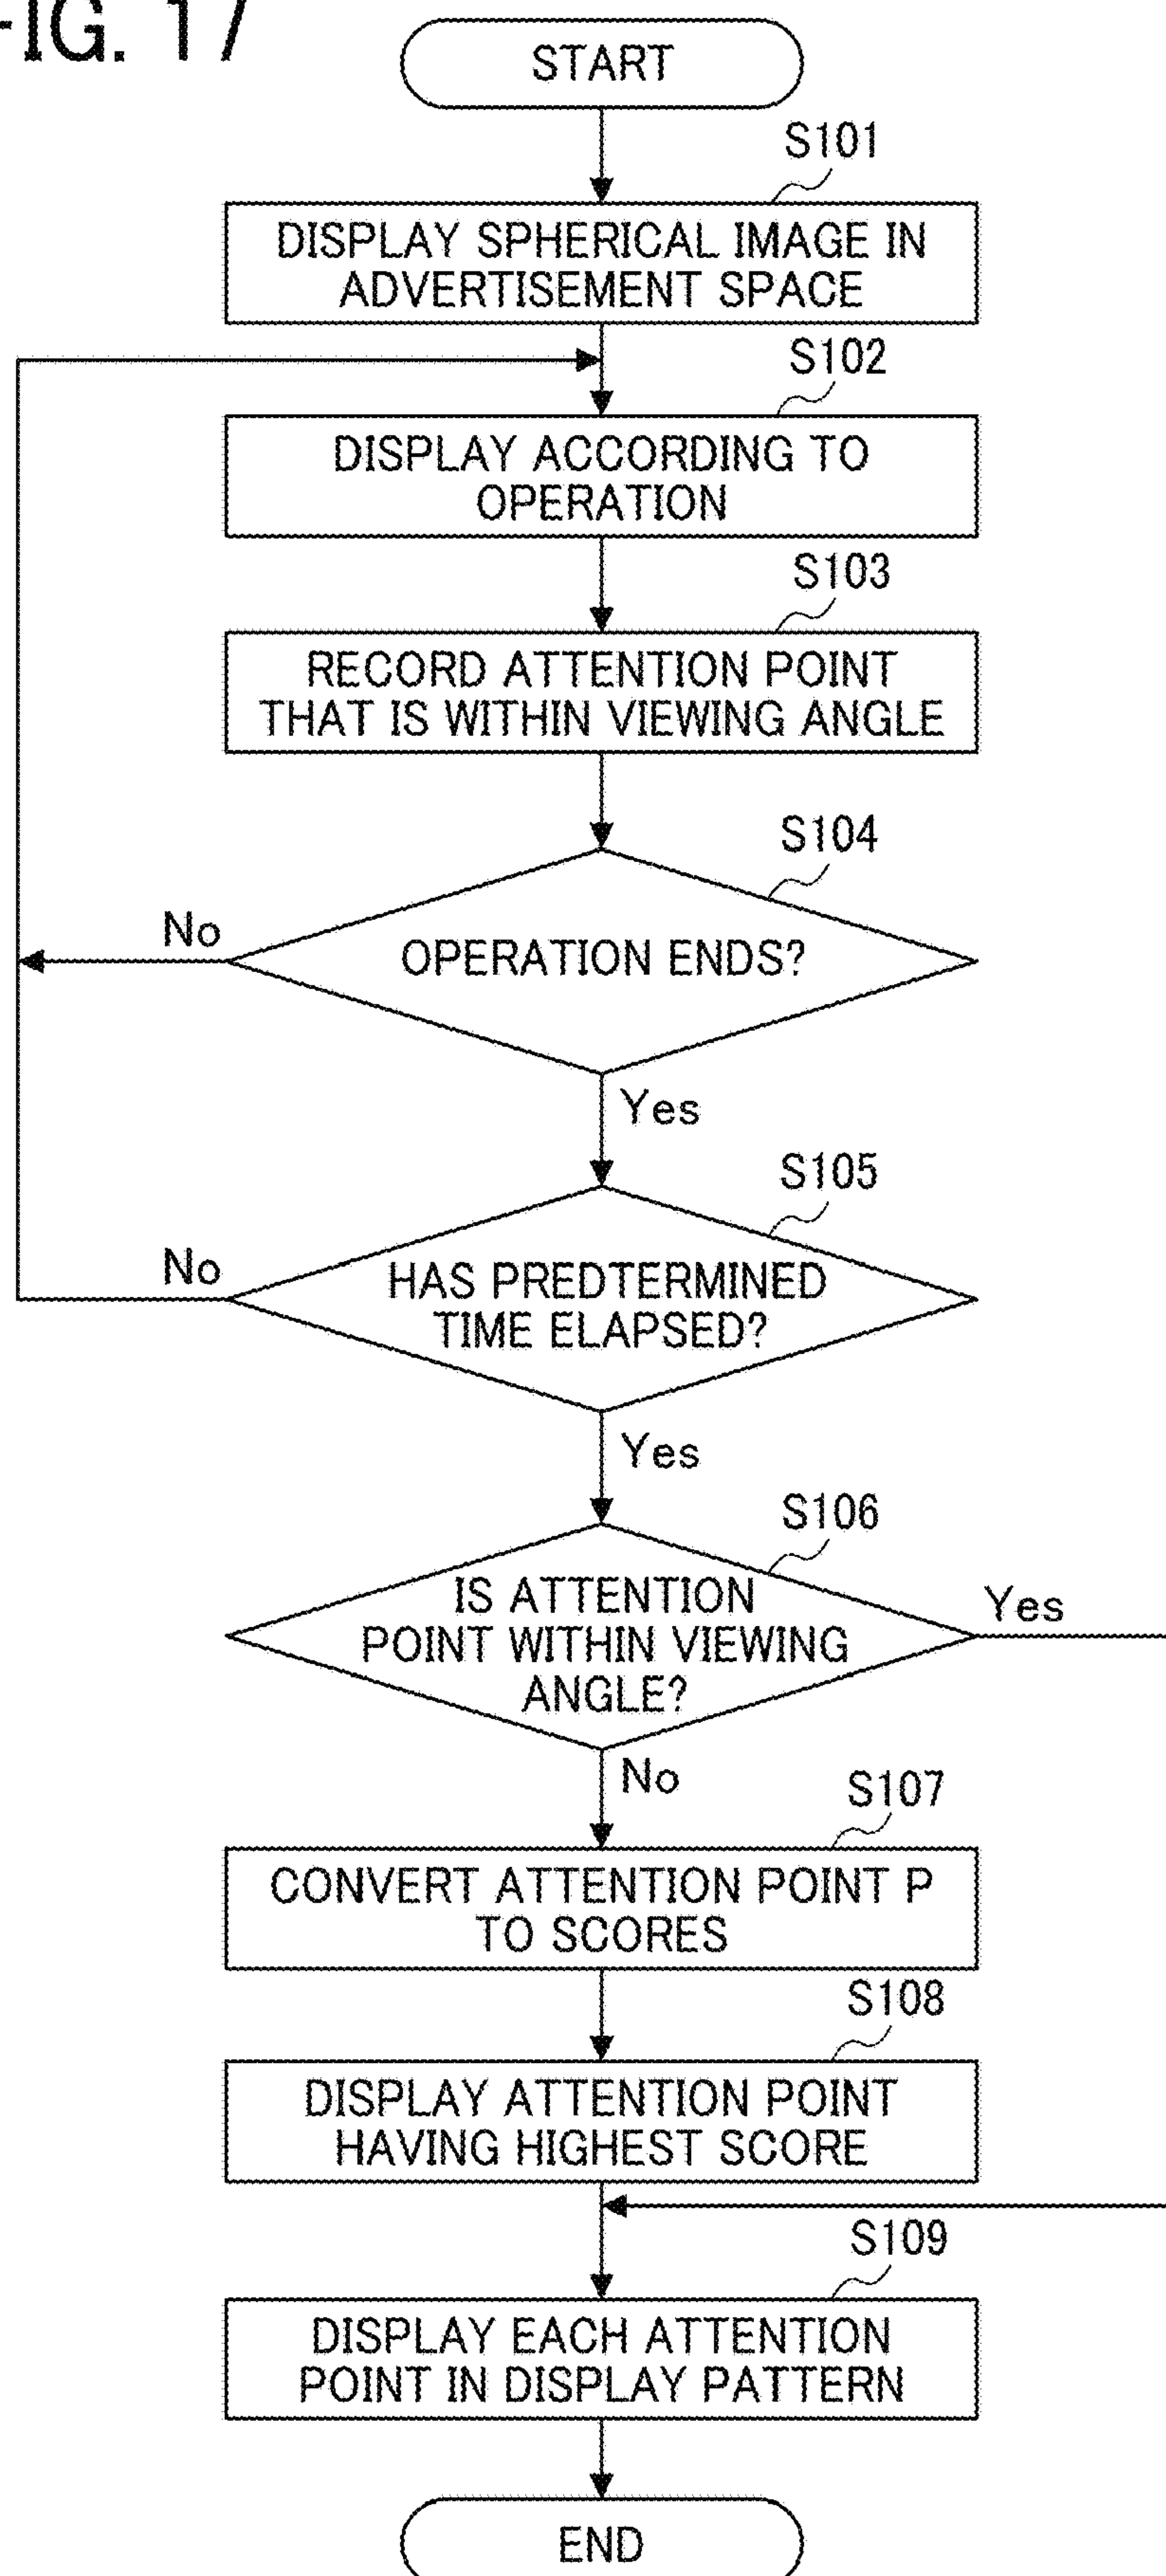 FIG. 17
START
S101
DISPLAY SPHERICAL IMAGE IN
ADVERTISEMENT SPACE
S102
DISPLAY ACCORDING TO
OPERATION
S103
RECORD ATTENTION POINT
THAT IS WITHIN VIEWING ANGLE
S104
No
OPERATION ENDS?
Yes
S105
No
HAS PREDTERMINED
TIME ELAPSED?
Yes
S106
IS ATTENTION
POINT WITHIN VIEWING
ANGLE?
Yes
No
S107
CONVERT ATTENTION POINT P
TO SCORES
S108
DISPLAY ATTENTION POINT
HAVING HIGHEST SCORE
S109
DISPLAY EACH ATTENTION
POINT IN DISPLAY PATTERN
END